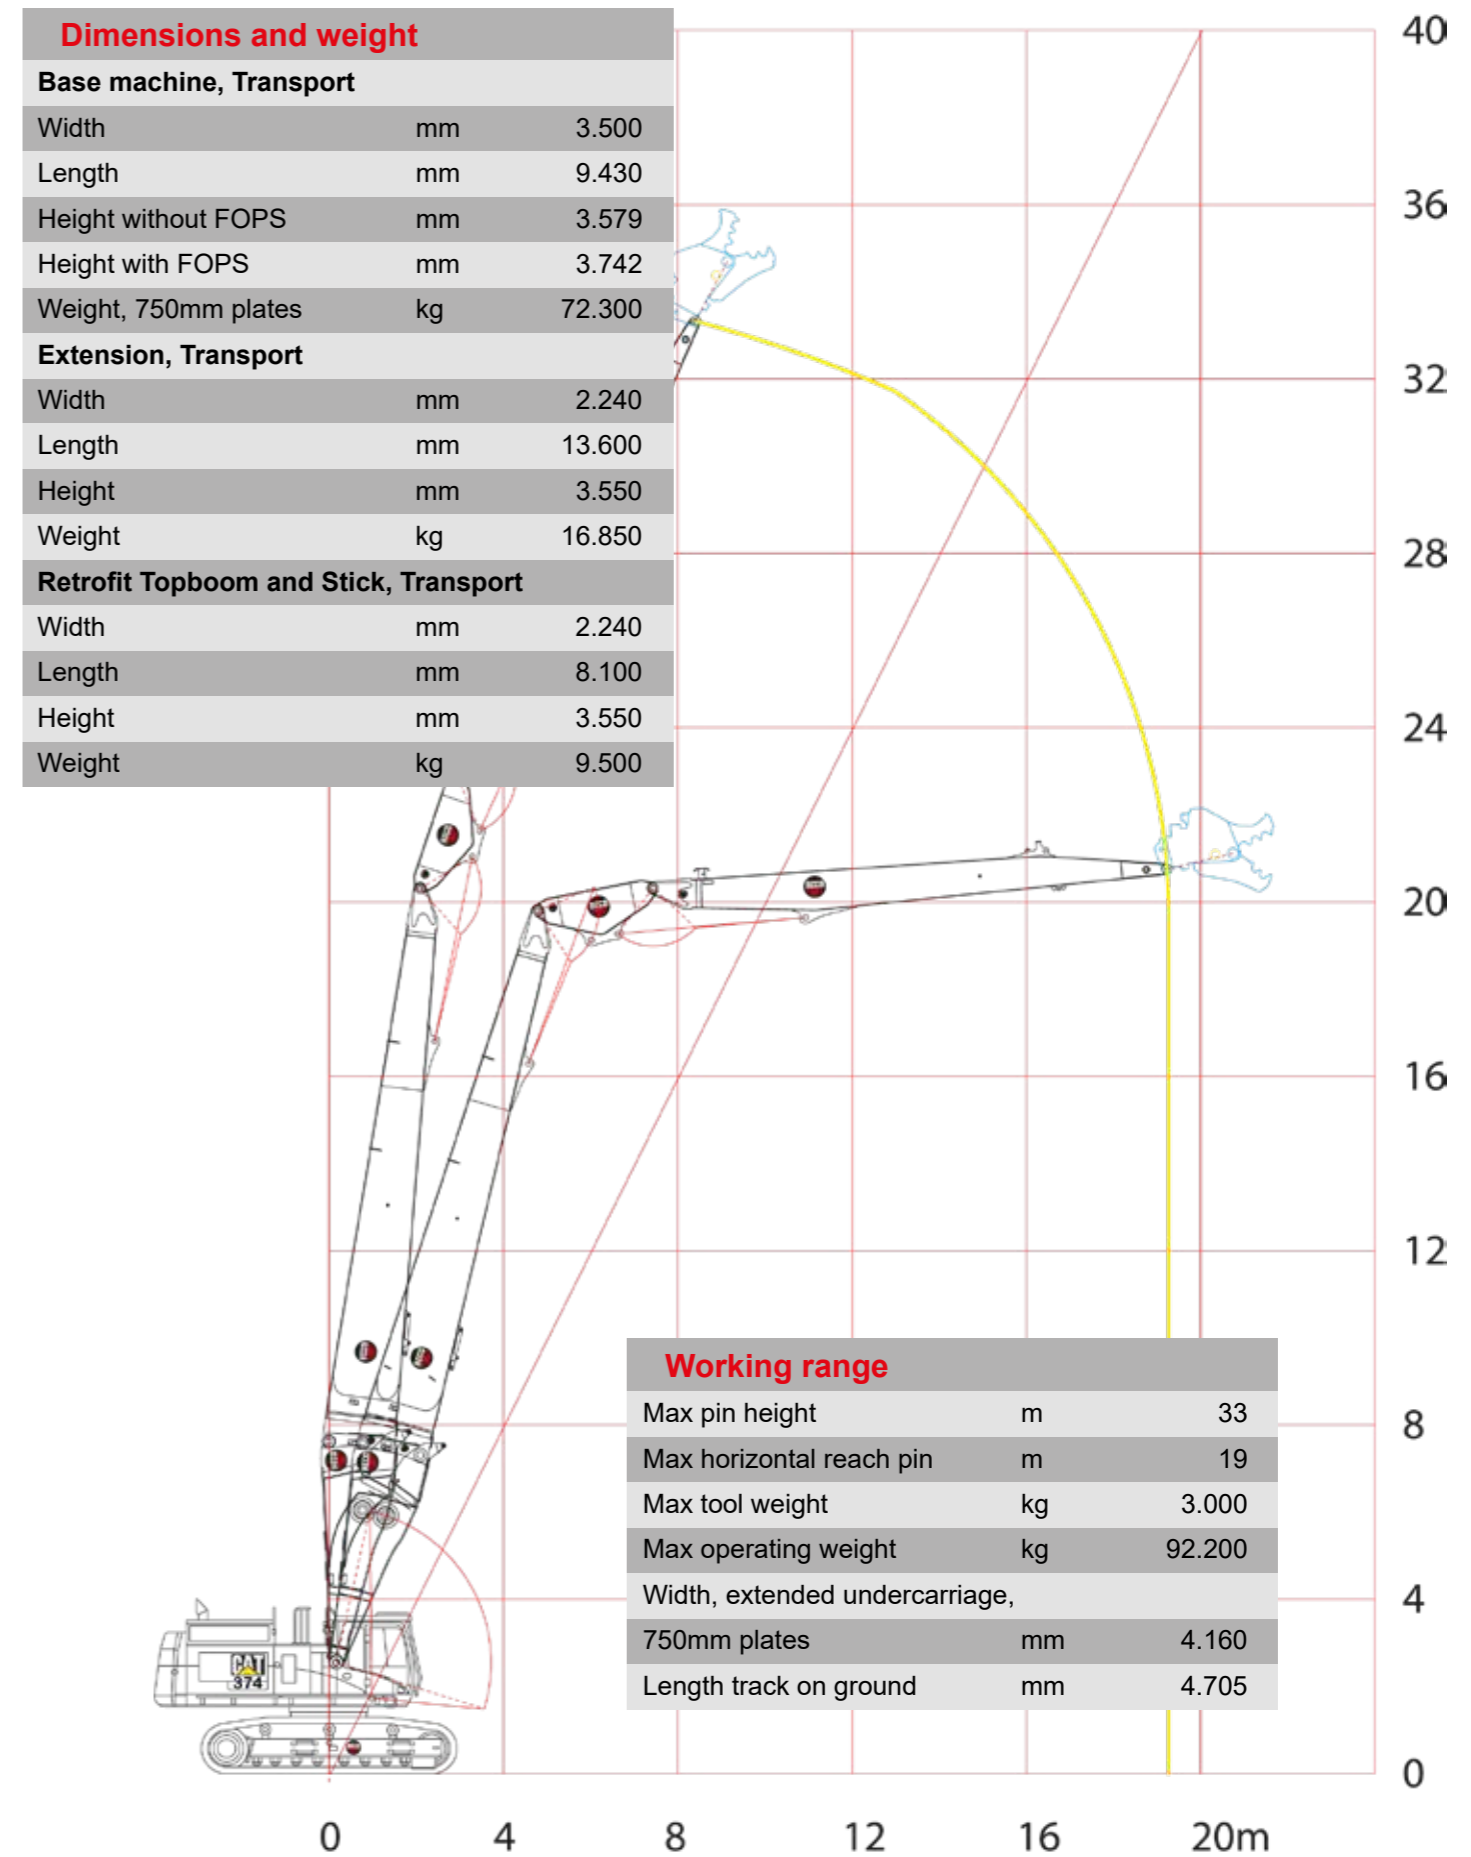 Dimensions and weight
Base machine, Transport
Width mm 3.500
Length mm 9.430
Height without FOPS mm 3.579
Height with FOPS mm 3.742
Weight, 750mm plates kg 72.300
Extension, Transport
Width mm 2.240
Length mm 13.600
Height mm 3.550
Weight kg 16.850
Retrofit Topboom and Stick, Transport
Width mm 2.240
Length mm 8.100
Height mm 3.550
Weight kg 9.500
40
36
32
28
24
20
16
12
8
4
0
Working range
Max pin height m 33
Max horizontal reach pin m 19
Max tool weight kg 3.000
Max operating weight kg 92.200
Width, extended undercarriage,
750mm plates mm 4.160
Length track on ground mm 4.705
CAT
374
0 4 8 12 16 20m